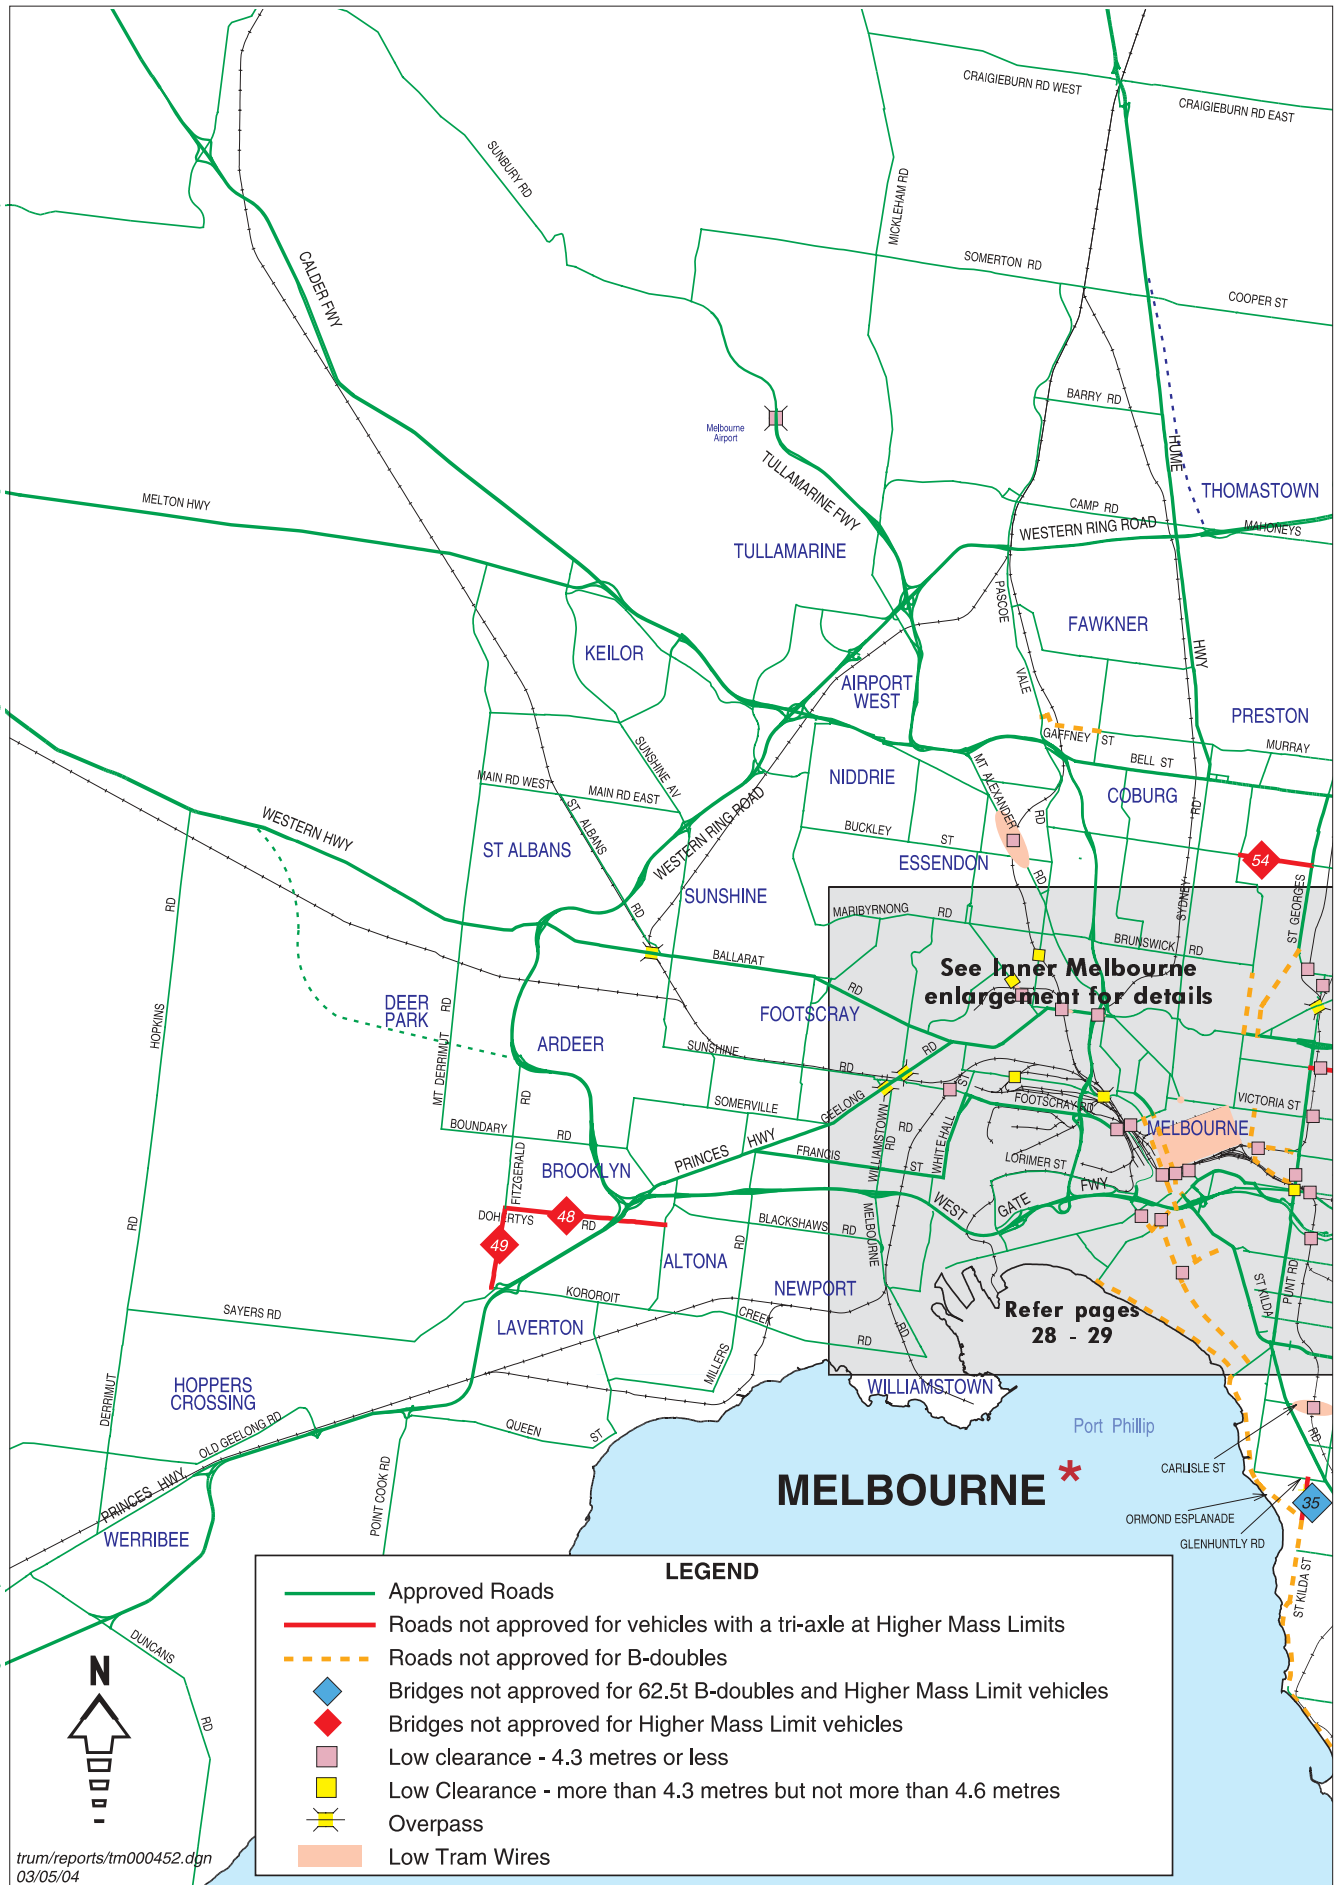 CRAIGIEBURN RD WEST
CRAIGIEBURN RD EAST
SUNBURY RD
MICKLEHAM RD
CALDER FWY
SOMERTON RD
COOPER ST
BARRY RD
Melbourne
Airport
HUME
TULLAMARINE FWY
MELTON HWY
THOMASTOWN
CAMP RD
WESTERN RING ROAD
MAHONEYS
TULLAMARINE
PASCOE
FAWKNER
KEILOR
HWY
VALE
AIRPORT
WEST
PRESTON
GAFFNEY ST
MURRAY
BELL ST
SUNSHINE AV
MAIN RD WEST
MAIN RD EAST
NIDDRIE
MT ALEXANDER
RD
COBURG
RD
WESTERN HWY
ST ALBANS
ST ALBANS
RD
WESTERN RING ROAD
BUCKLEY ST
ESSENDON
RD
54
SUNSHINE
SYDNEY
ST GEORGES
RD
MARIBYRNONG RD
BRUNSWICK RD
BALLARAT
RD
See Inner Melbourne
enlargement for details
DEER
PARK
RD
HOPKINS
FOOTSCRAY
ARDEER
SUNSHINE RD
RD
MT DERRIMUT
RD
SOMERVILLE
GEELONG
WILLIAMSTOWN
RD
RD
ST
WHITEHALL
FOOTSCRAY RD
VICTORIA ST
MELBOURNE
BOUNDARY RD
PRINCES HWY
FRANCIS ST
LORIMER ST
BROOKLYN
FITZGERALD
WEST GATE FWY
DOHERTYS RD
48
49
RD
BLACKSHAWS RD
MELBOURNE
RD
ALTONA
RD
NEWPORT
KOROROIT
CREEK
RD
SAYERS RD
LAVERTON
MILLERS
Refer pages
28 - 29
ST KILDA
PUNT RD
HOPPERS
CROSSING
DERRIMUT
WILLIAMSTOWN
OLD GEELONG RD
QUEEN ST
Port Phillip
RD
CARLISLE ST
PRINCES HWY
POINT COOK RD
MELBOURNE *
35
ORMOND ESPLANADE
GLENHUNTLY RD
WERRIBEE
ST KILDA ST
DUNCANS
RD
N
LEGEND
Approved Roads
Roads not approved for vehicles with a tri-axle at Higher Mass Limits
Roads not approved for B-doubles
Bridges not approved for 62.5t B-doubles and Higher Mass Limit vehicles
Bridges not approved for Higher Mass Limit vehicles
Low clearance - 4.3 metres or less
Low Clearance - more than 4.3 metres but not more than 4.6 metres
Overpass
Low Tram Wires
trum/reports/tm000452.dgn
03/05/04